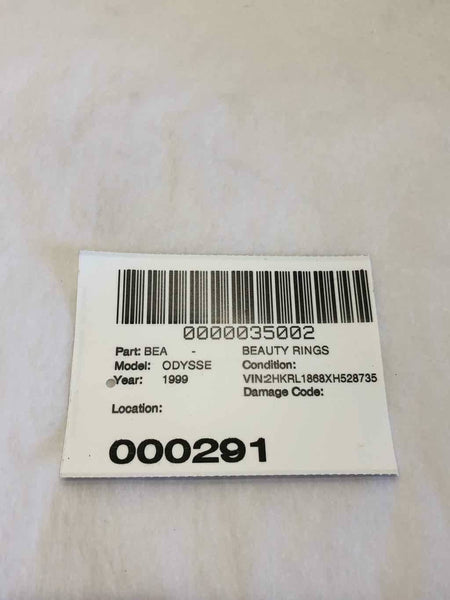 0000035002
Part: BEA - BEAUTY RINGS
Model: ODYSSE Condition:
Year: 1999 VIN:2HKRL1868XH528735
Damage Code:
Location:
000291